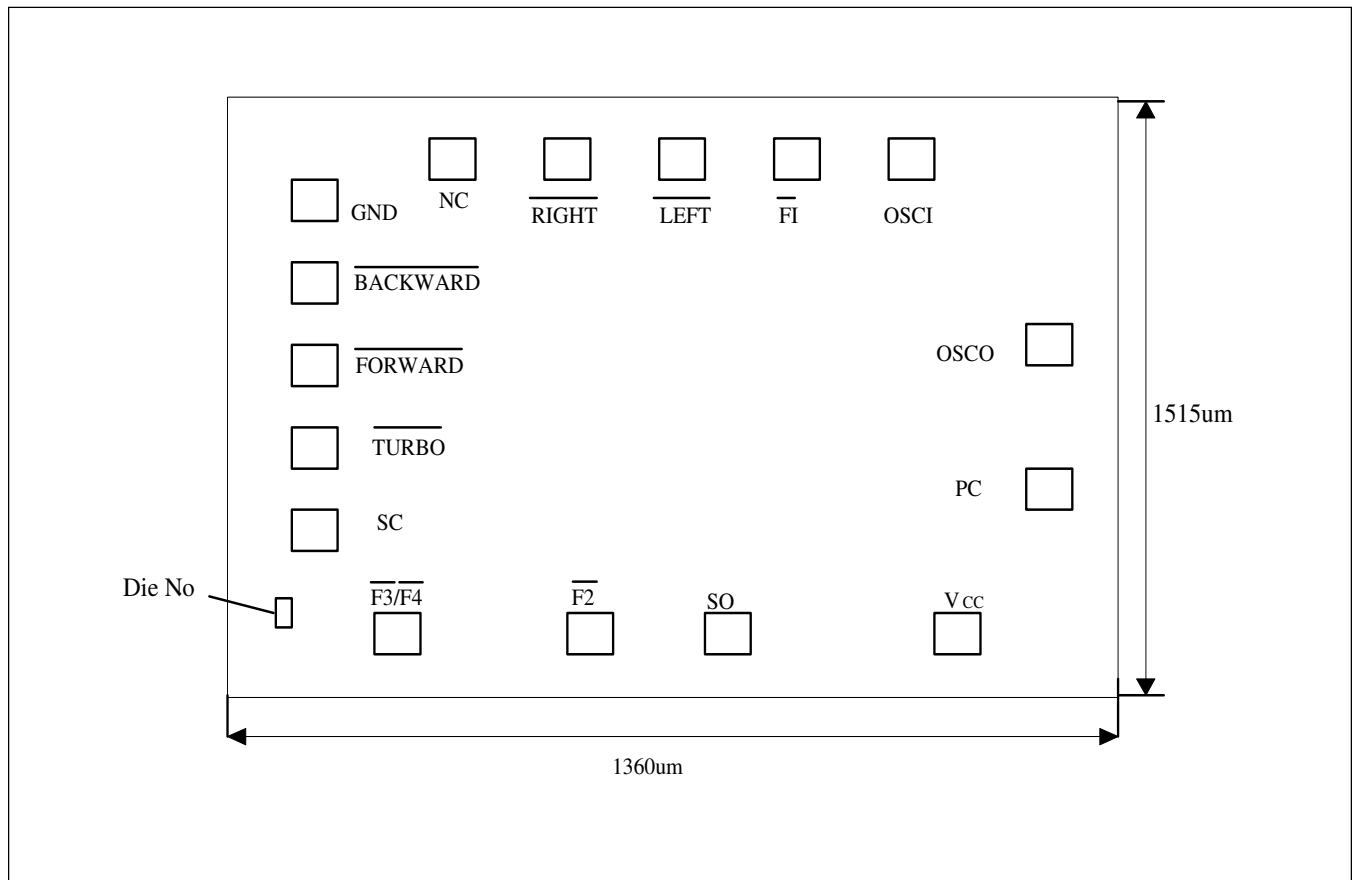 NC
RIGHT
LEFT
FI
OSCI
GND
BACKWARD
FORWARD
OSCO
1515um
TURBO
PC
SC
Die No
F3/F4
F2
SO
VCC
1360um